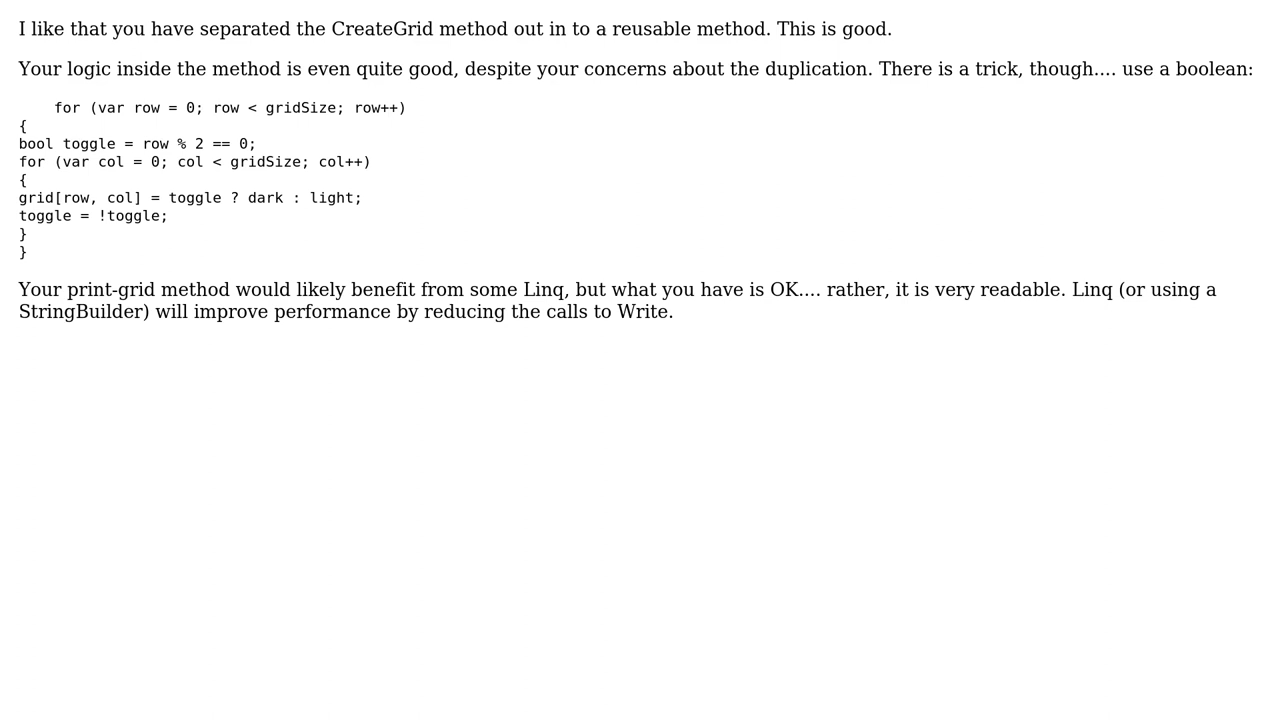 I like that you have separated the CreateGrid method out in to a reusable method. This is good.
Your logic inside the method is even quite good, despite your concerns about the duplication. There is a trick, though.... use a boolean:
for (var row = 0; row < gridSize; row++)
{
bool toggle = row % 2 == 0;
for (var col = 0; col < gridSize; col++)
{
grid[row, col] = toggle ? dark : light;
toggle = !toggle;
}
}
Your print-grid method would likely benefit from some Linq, but what you have is OK.... rather, it is very readable. Linq (or using a
StringBuilder) will improve performance by reducing the calls to Write.